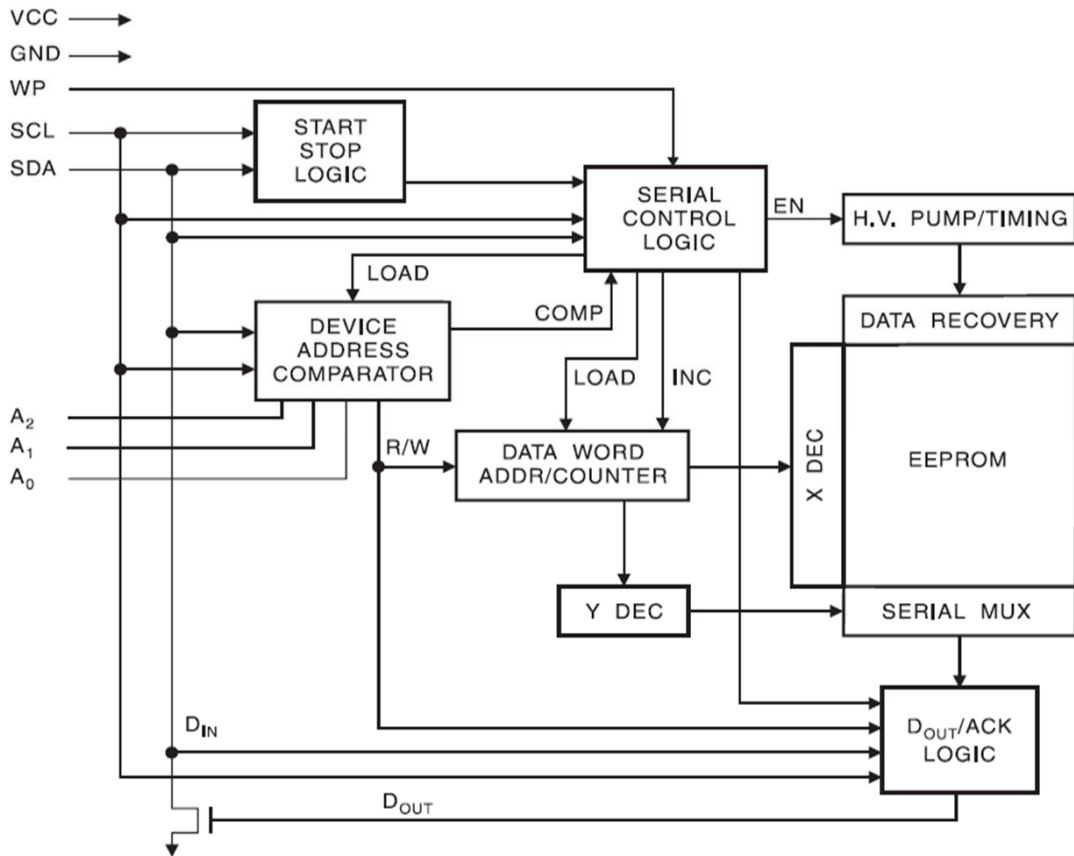 VCC
GND
WP
SCL
SDA
START
STOP
LOGIC
SERIAL
CONTROL
LOGIC
EN
H.V. PUMP/TIMING
LOAD
COMP
DEVICE
ADDRESS
COMPARATOR
DATA RECOVERY
LOAD
INC
A2
A1
A0
R/W
DATA WORD
ADDR/COUNTER
X DEC
EEPROM
Y DEC
SERIAL MUX
DIN
DOUT/ACK
LOGIC
DOUT